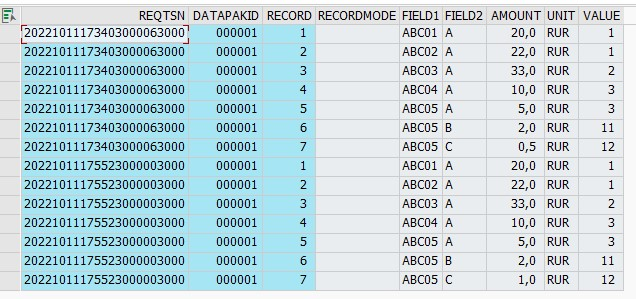 REQTSN DATAPAKID RECORD RECORDMODE FIELD1 FIELD2 AMOUNT UNIT VALUE
20221011173403000063000 000001 1 ABC01 A 20,0 RUR 1
20221011173403000063000 000001 2 ABC02 A 22,0 RUR 1
20221011173403000063000 000001 3 ABC03 A 33,0 RUR 2
20221011173403000063000 000001 4 ABC04 A 10,0 RUR 3
20221011173403000063000 000001 5 ABC05 A 5,0 RUR 3
20221011173403000063000 000001 6 ABC05 B 2,0 RUR 11
20221011173403000063000 000001 7 ABC05 C 0,5 RUR 12
20221011175523000003000 000001 1 ABC01 A 20,0 RUR 1
20221011175523000003000 000001 2 ABC02 A 22,0 RUR 1
20221011175523000003000 000001 3 ABC03 A 33,0 RUR 2
20221011175523000003000 000001 4 ABC04 A 10,0 RUR 3
20221011175523000003000 000001 5 ABC05 A 5,0 RUR 3
20221011175523000003000 000001 6 ABC05 B 2,0 RUR 11
20221011175523000003000 000001 7 ABC05 C 1,0 RUR 12